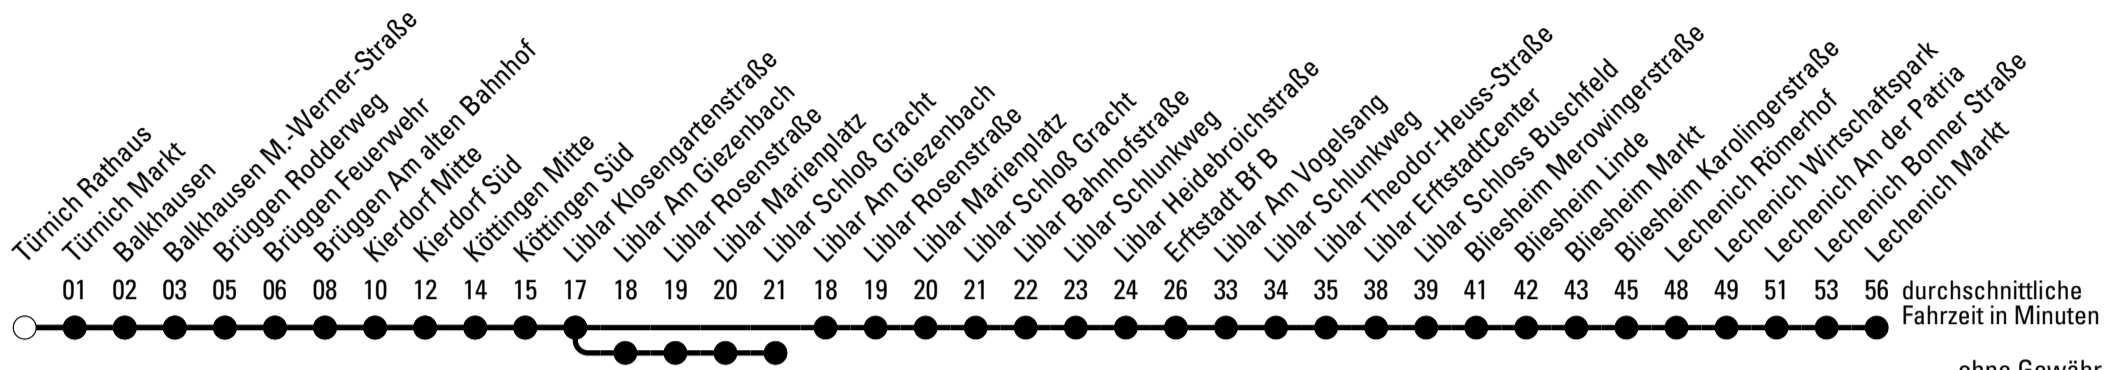 Türnich Rathaus
Türnich Markt
Balkhausen
Balkhausen M.-Werner-Straße
Brüggen Rodderweg
Brüggen Feuerwehr
Brüggen Am alten Bahnhof
Kierdorf Mitte
Kierdorf Süd
Köttingen Mitte
Köttingen Süd
Liblar Klosengartenstraße
Liblar Am Giezenbach
Liblar Rosenstraße
Liblar Marienplatz
Liblar Schloß Gracht
Liblar Am Giezenbach
Liblar Rosenstraße
Liblar Marienplatz
Liblar Schloß Gracht
Liblar Bahnhofstraße
Liblar Schlunkweg
Liblar Heidebroichstraße
Erftstadt Bf B
Liblar Am Vogelsang
Liblar Schlunkweg
Liblar Theodor-Heuss-Straße
Liblar ErftstadtCenter
Liblar Schloss Buschfeld
Bliesheim Merowingerstraße
Bliesheim Linde
Bliesheim Markt
Bliesheim Karolingerstraße
Lechenich Römerhof
Lechenich Wirtschaftspark
Lechenich An der Patria
Lechenich Bonner Straße
Lechenich Markt
01 02 03 05 06 08 10 12 14 15 17 18 19 20 21 18 19 20 21 22 23 24 26 33 34 35 38 39 41 42 43 45 48 49 51 53 56 durchschnittliche
Fahrzeit in Minuten
ohne Gewähr